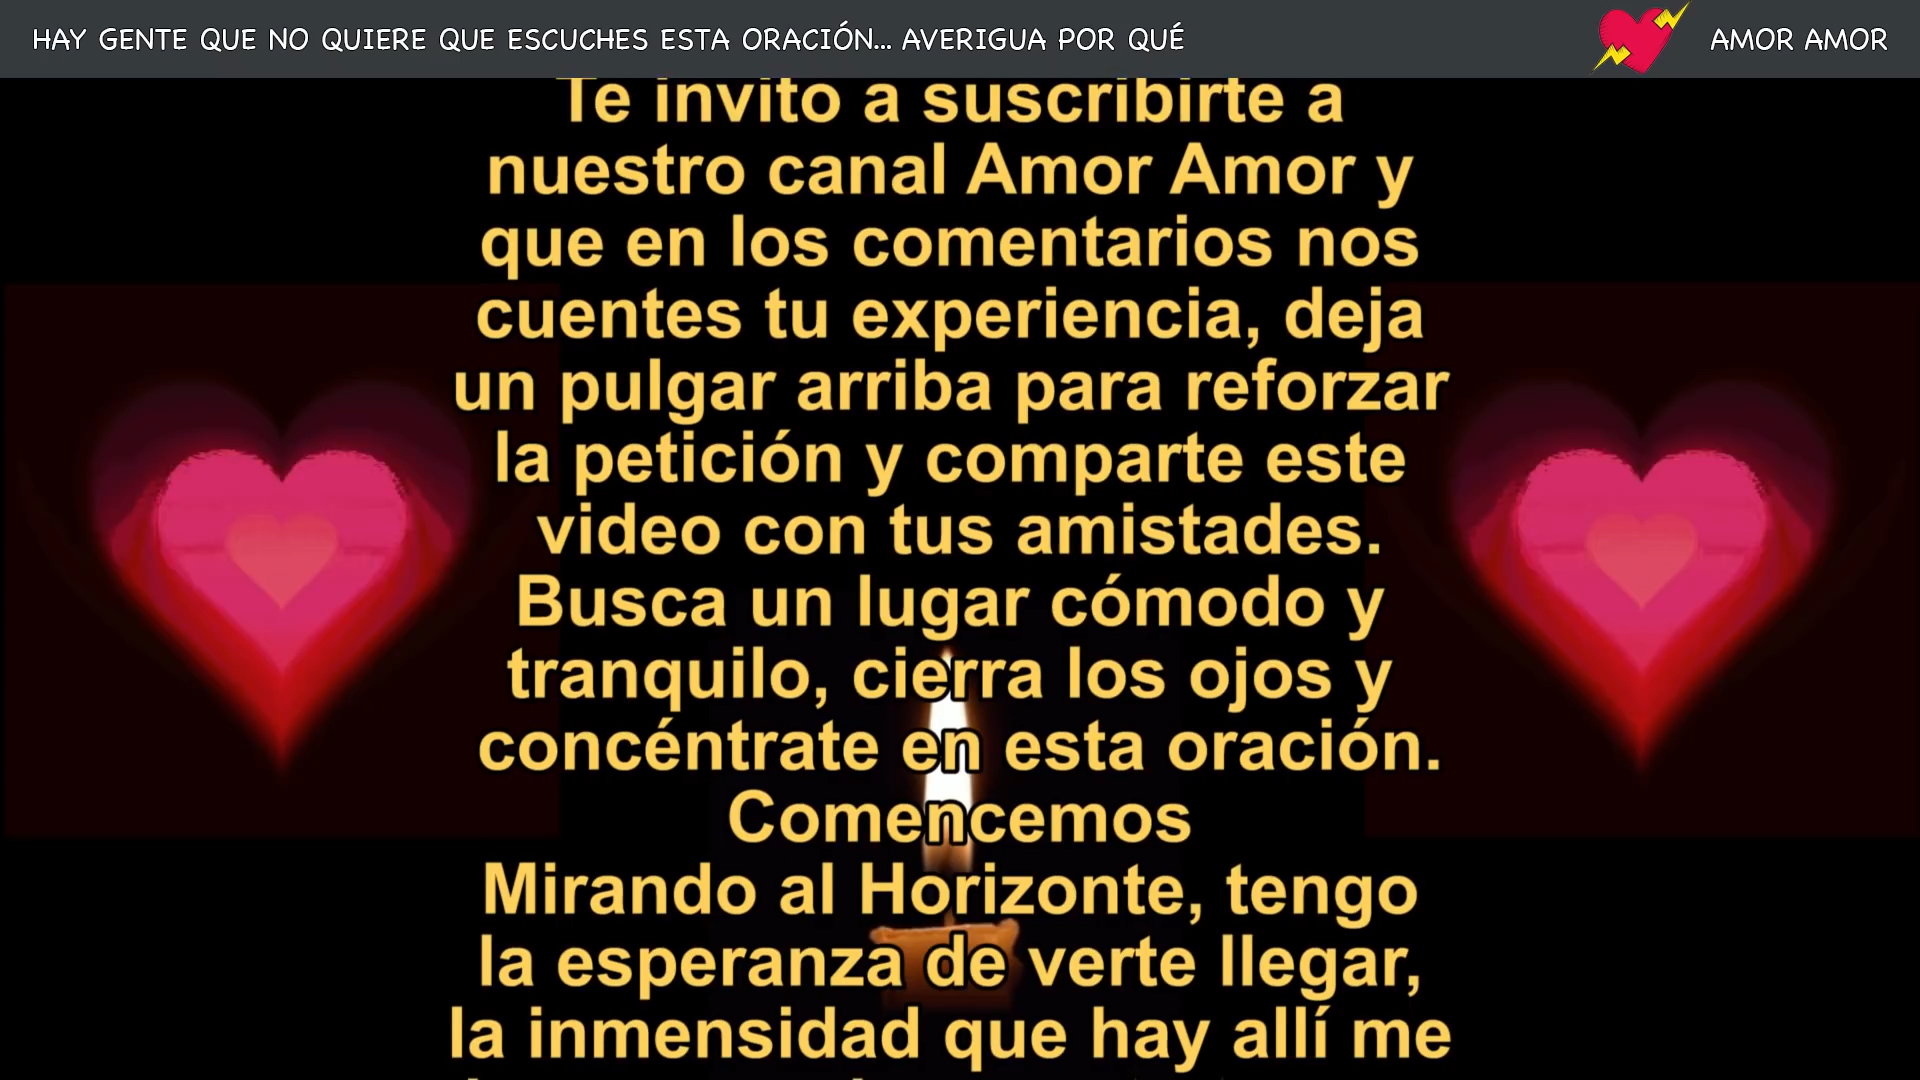 HAY GENTE QUE NO QUIERE QUE ESCUCHES ESTA ORACIÓN... AVERIGUA POR QUÉ
AMOR AMOR
Te invito a suscribirte a
nuestro canal Amor Amor y
que en los comentarios nos
cuentes tu experiencia, deja
un pulgar arriba para reforzar
la petición y comparte este
video con tus amistades.
Busca un lugar cómodo y
tranquilo, cierra los ojos y
concéntrate en esta oración.
Comencemos
Mirando al Horizonte, tengo
la esperanza de verte llegar,
la inmensidad que hay allí me